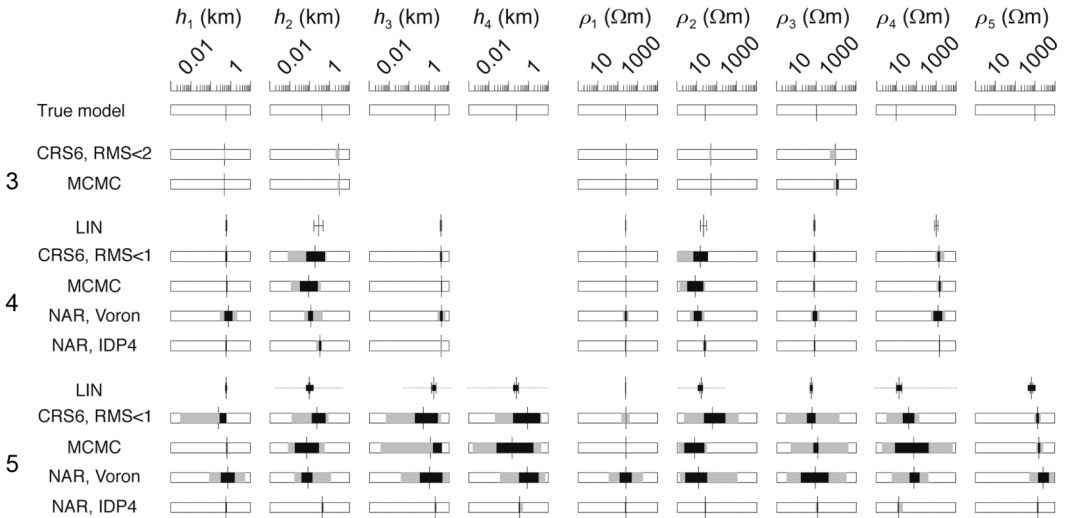 h₁ (km) h₂ (km) h₃ (km) h₄ (km) ρ₁ (Ωm) ρ₂ (Ωm) ρ₃ (Ωm) ρ₄ (Ωm) ρ₅ (Ωm)
0.01 1 0.01 1 0.01 1 0.01 1 10 1000 10 1000 10 1000 10 1000 10 1000
True model
CRS6, RMS<2
3
MCMC
LIN
CRS6, RMS<1
MCMC
4
NAR, Voron
NAR, IDP4
LIN
CRS6, RMS<1
MCMC
5
NAR, Voron
NAR, IDP4